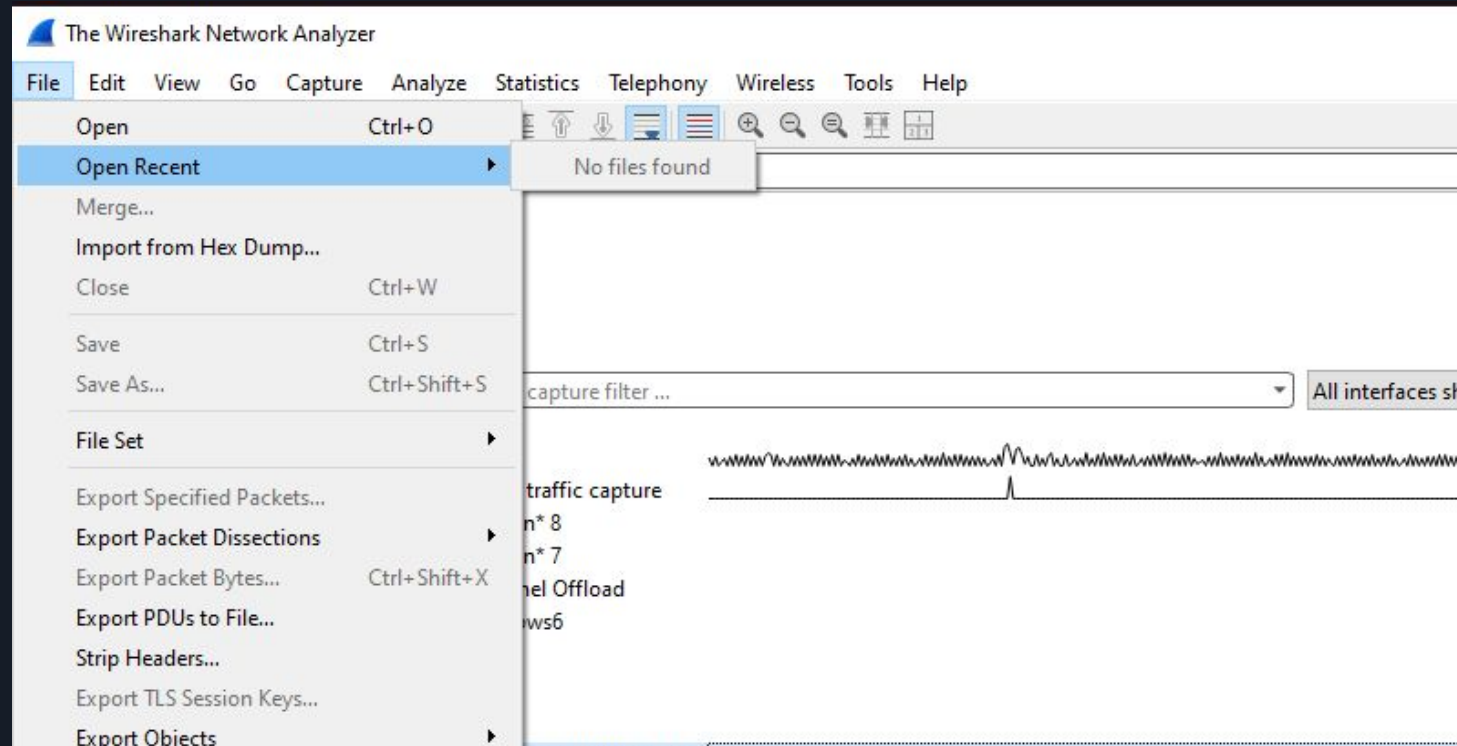 The Wireshark Network Analyzer
File Edit View Go Capture Analyze Statistics Telephony Wireless Tools Help
Open Ctrl+O
Open Recent No files found
Merge...
Import from Hex Dump...
Close Ctrl+W
Save Ctrl+S
Save As... Ctrl+Shift+S
capture filter ... All interfaces
File Set
Export Specified Packets...
traffic capture
n* 8
Export Packet Dissections
n* 7
Export Packet Bytes... Ctrl+Shift+X
nel Offload
Export PDUs to File...
ows6
Strip Headers...
Export TLS Session Keys...
Export Objects